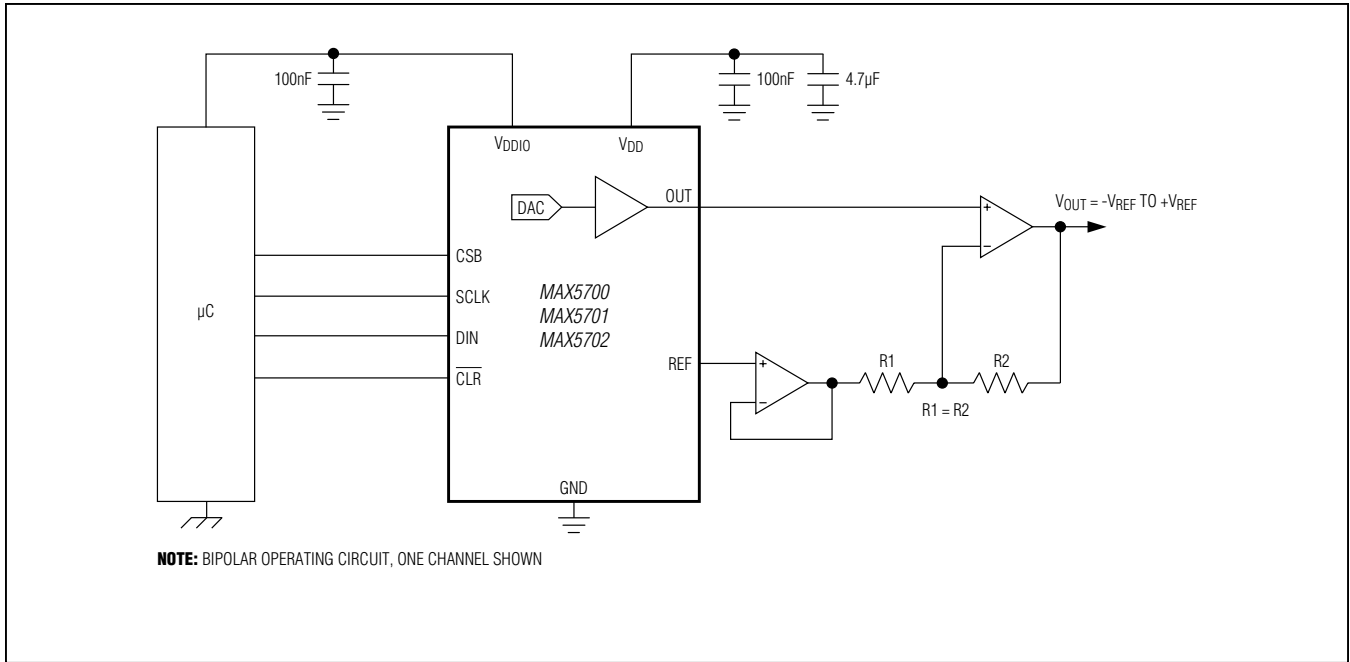 100nF
100nF
4.7µF
VDDIO
VDD
DAC
OUT
+
−
VOUT = -VREF TO +VREF
µC
CSB
SCLK
DIN
CLR
MAX5700
MAX5701
MAX5702
REF
+
−
R1
R2
R1 = R2
GND
NOTE: BIPOLAR OPERATING CIRCUIT, ONE CHANNEL SHOWN